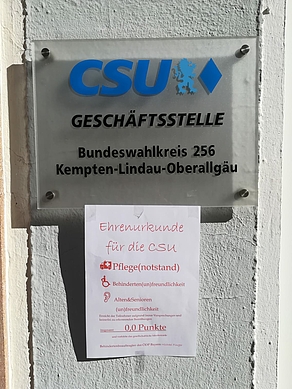 CSU
GESCHÄFTSSTELLE
Bundeswahlkreis 256
Kempten-Lindau-Oberallgäu
Ehrenurkunde
für die CSU
Pflege(notstand)
Behinderten(un)freundlichkeit
Alten&Senioren
(un)freundlichkeit
0,0 Punkte